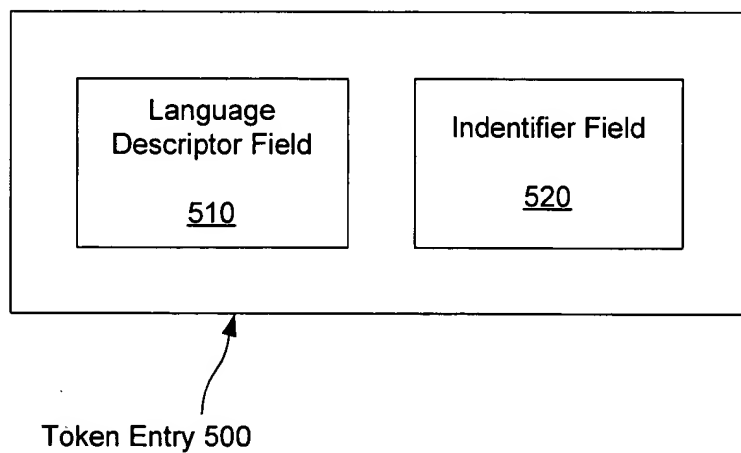 Language
Descriptor Field
510
Indentifier Field
520
Token Entry 500